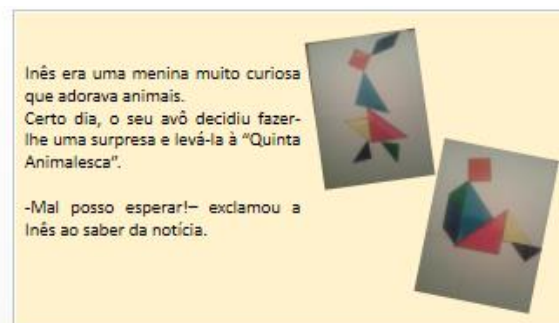 Inês era uma menina muito curiosa
que adorava animais.
Certo dia, o seu avô decidiu fazer-
lhe uma surpresa e levá-la à “Quinta
Animalesca”.
-Mal posso esperar!– exclamou a
Inês ao saber da notícia.